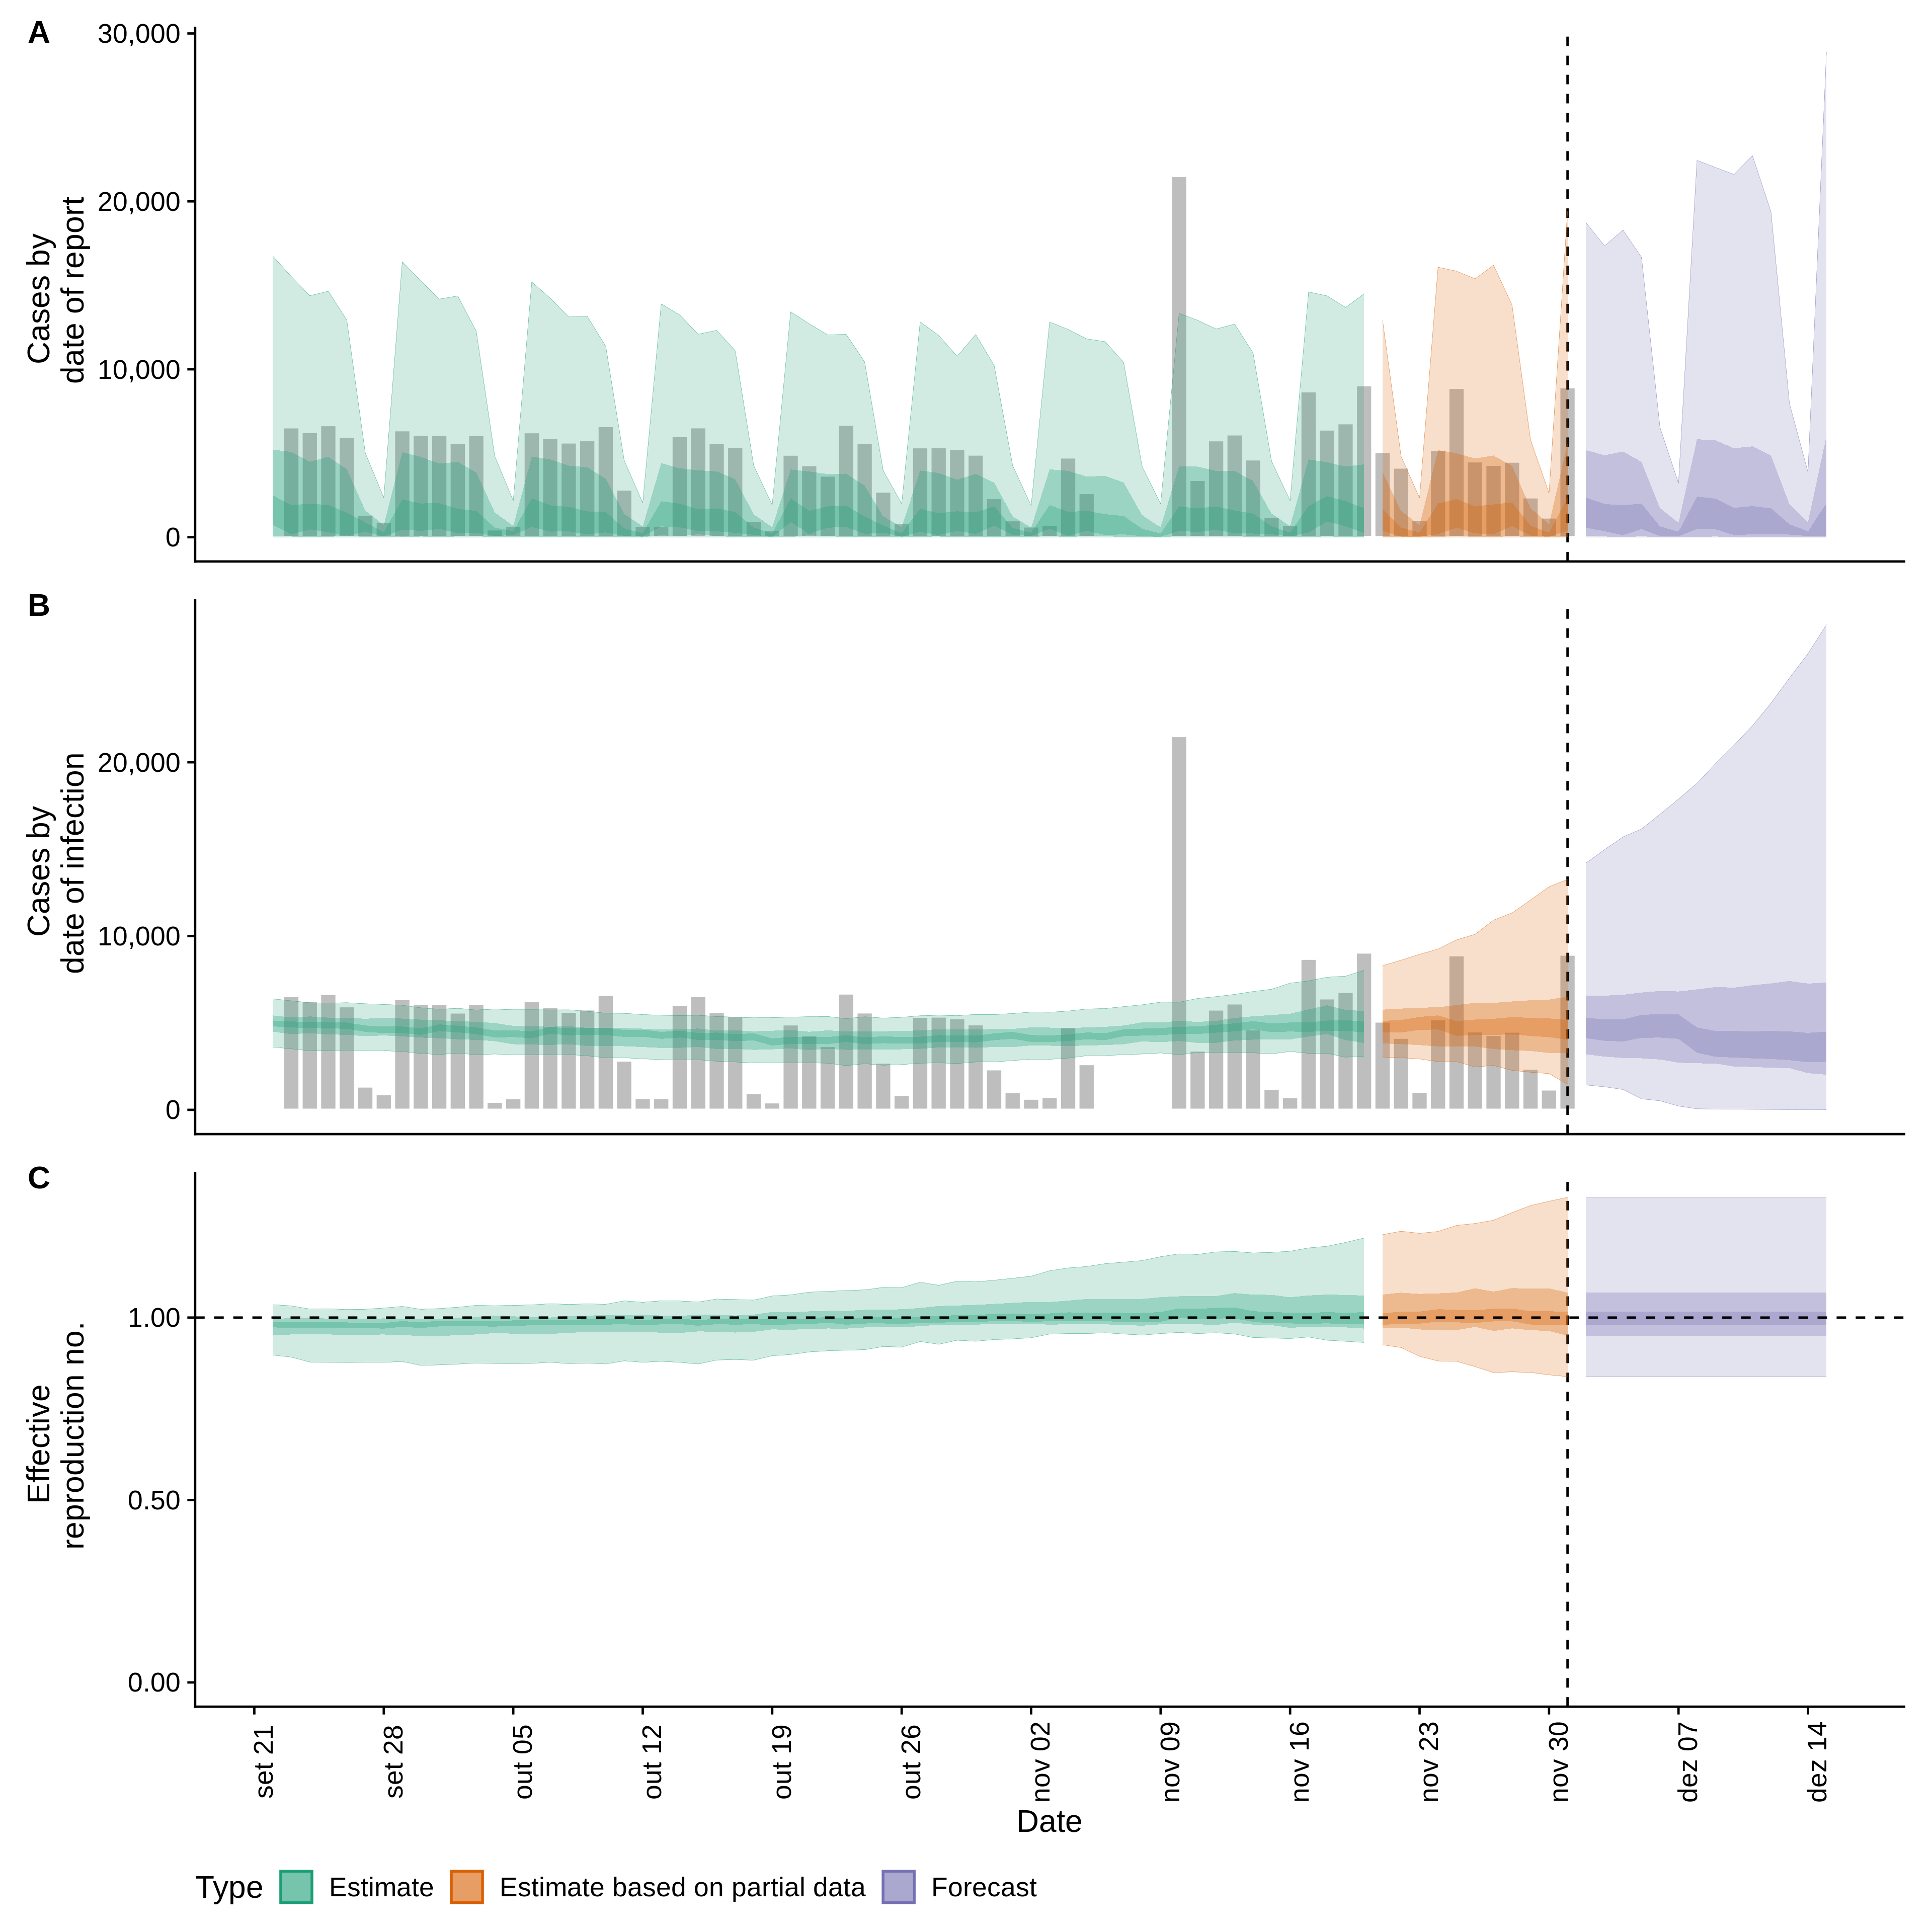 A
30,000
20,000
10,000
0
Cases by
date of report
B
20,000
10,000
0
Cases by
date of infection
C
1.00
0.50
0.00
Effective
reproduction no.
set 21
set 28
out 05
out 12
out 19
out 26
nov 02
nov 09
nov 16
nov 23
nov 30
dez 07
dez 14
Date
Type Estimate Estimate based on partial data Forecast